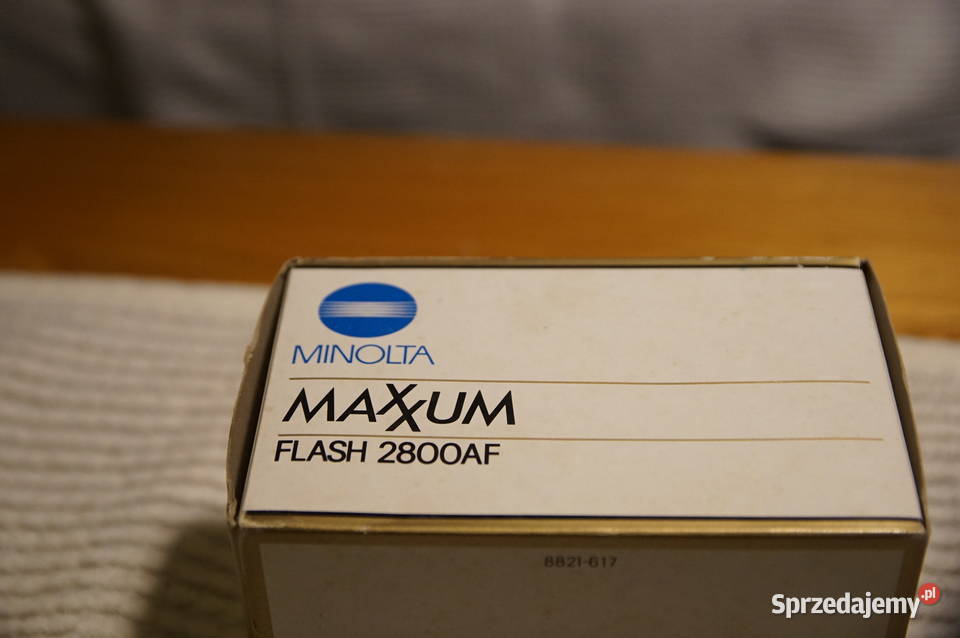 MINOLTA
MAXXUM
FLASH 2800AF
8821-617
Sprzedajemy.pl